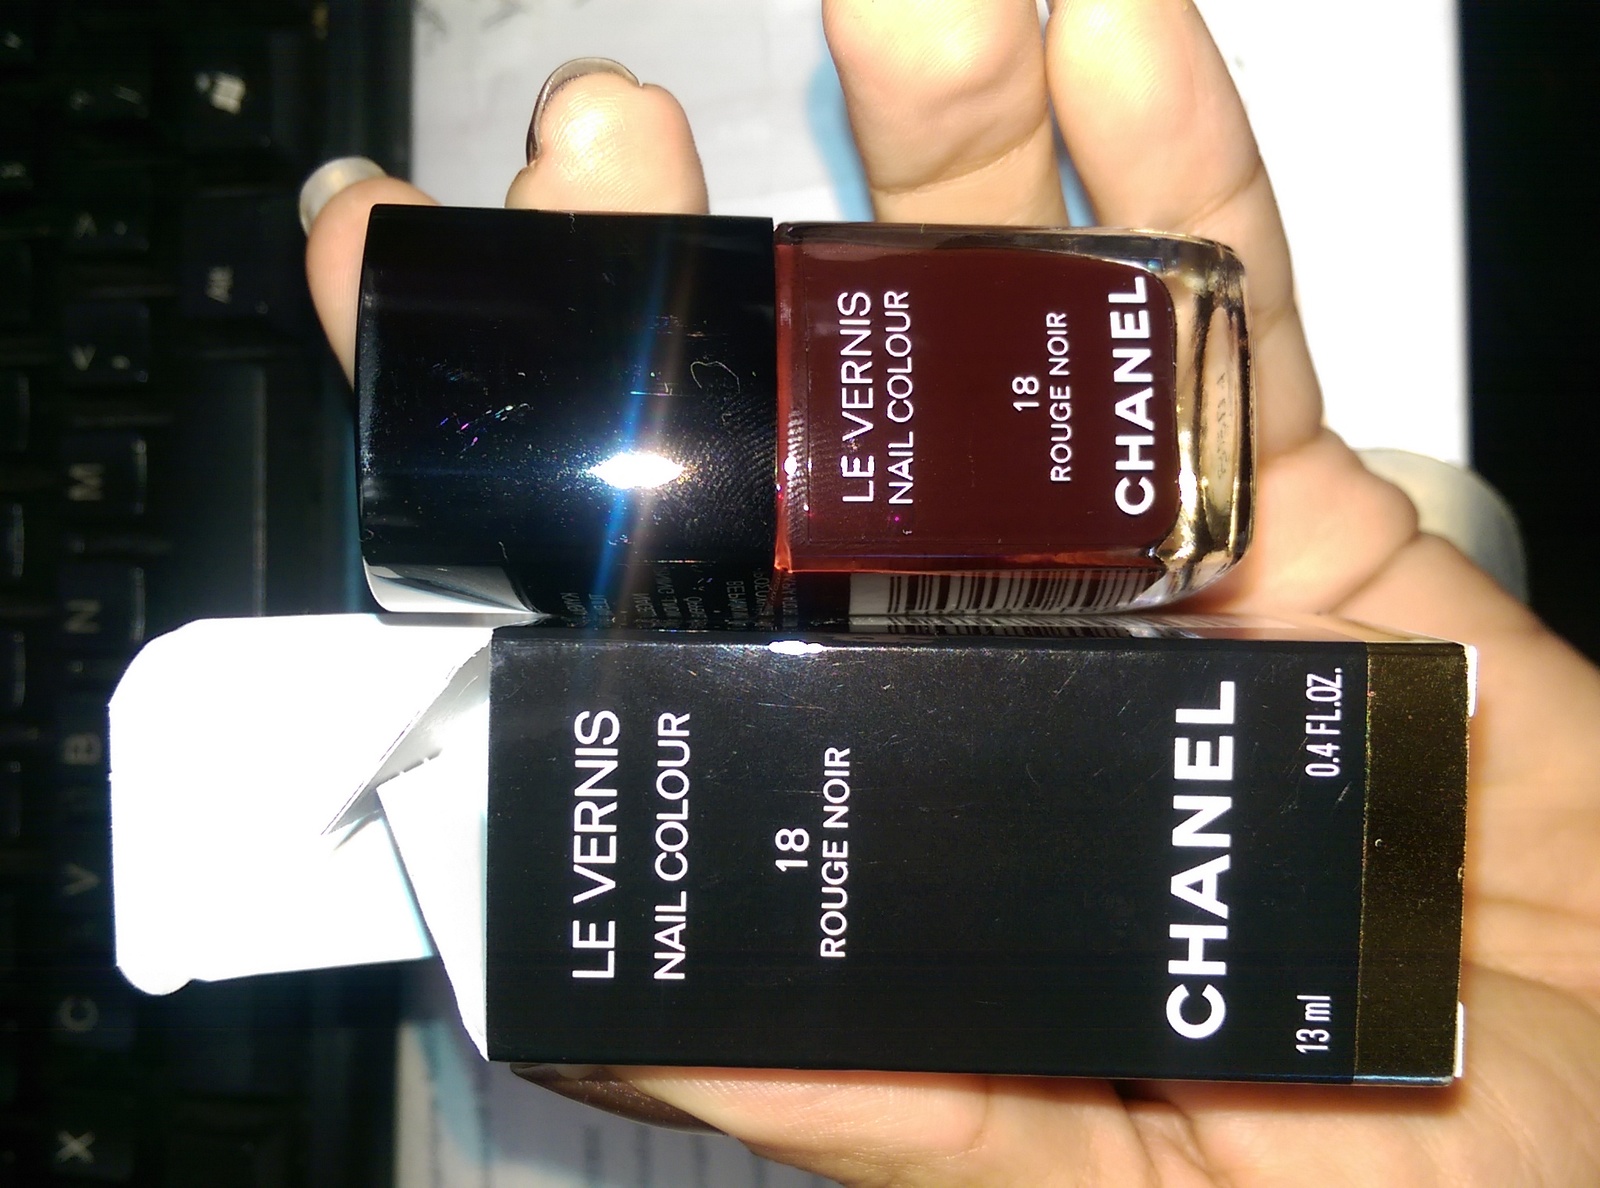 LE VERNIS
NAIL COLOUR
18
ROUGE NOIR
CHANEL
LE VERNIS
NAIL COLOUR
18
ROUGE NOIR
CHANEL
13 ml 0.4 FL.OZ.
X
C
V
B
N
M